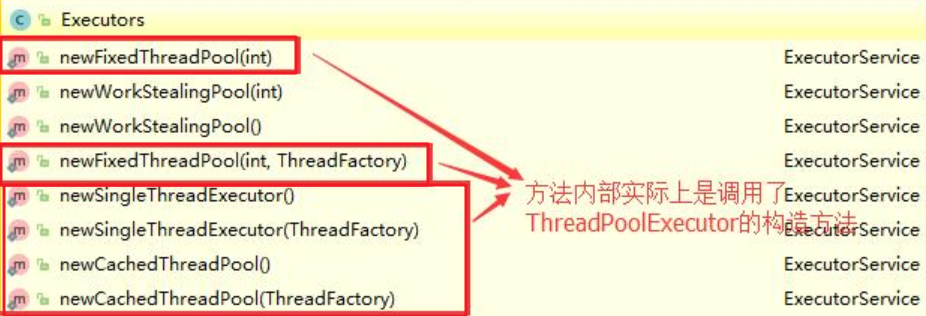 Executors
newFixedThreadPool(int) ExecutorService
newWorkStealingPool(int) ExecutorService
newWorkStealingPool() ExecutorService
newFixedThreadPool(int, ThreadFactory) ExecutorService
newSingleThreadExecutor() ExecutorService
newSingleThreadExecutor(ThreadFactory) ExecutorService
newCachedThreadPool() ExecutorService
newCachedThreadPool(ThreadFactory) ExecutorService
方法内部实际上是调用了
ThreadPoolExecutor的构造方法